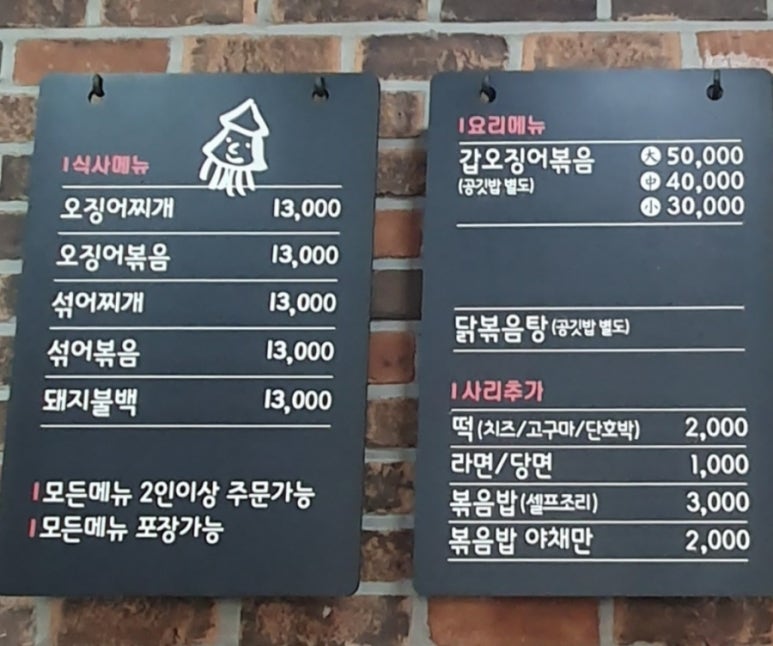 식사메뉴
오징어찌개 13,000
오징어볶음 13,000
섞어찌개 13,000
섞어볶음 13,000
돼지불백 13,000
모든메뉴 2인이상 주문가능
모든메뉴 포장가능
요리메뉴
갑오징어볶음 大 50,000
(공깃밥 별도) 中 40,000
小 30,000
닭볶음탕 (공깃밥 별도)
사리추가
떡 (치즈/고구마/단호박) 2,000
라면/당면 1,000
볶음밥 (셀프조리) 3,000
볶음밥 야채만 2,000